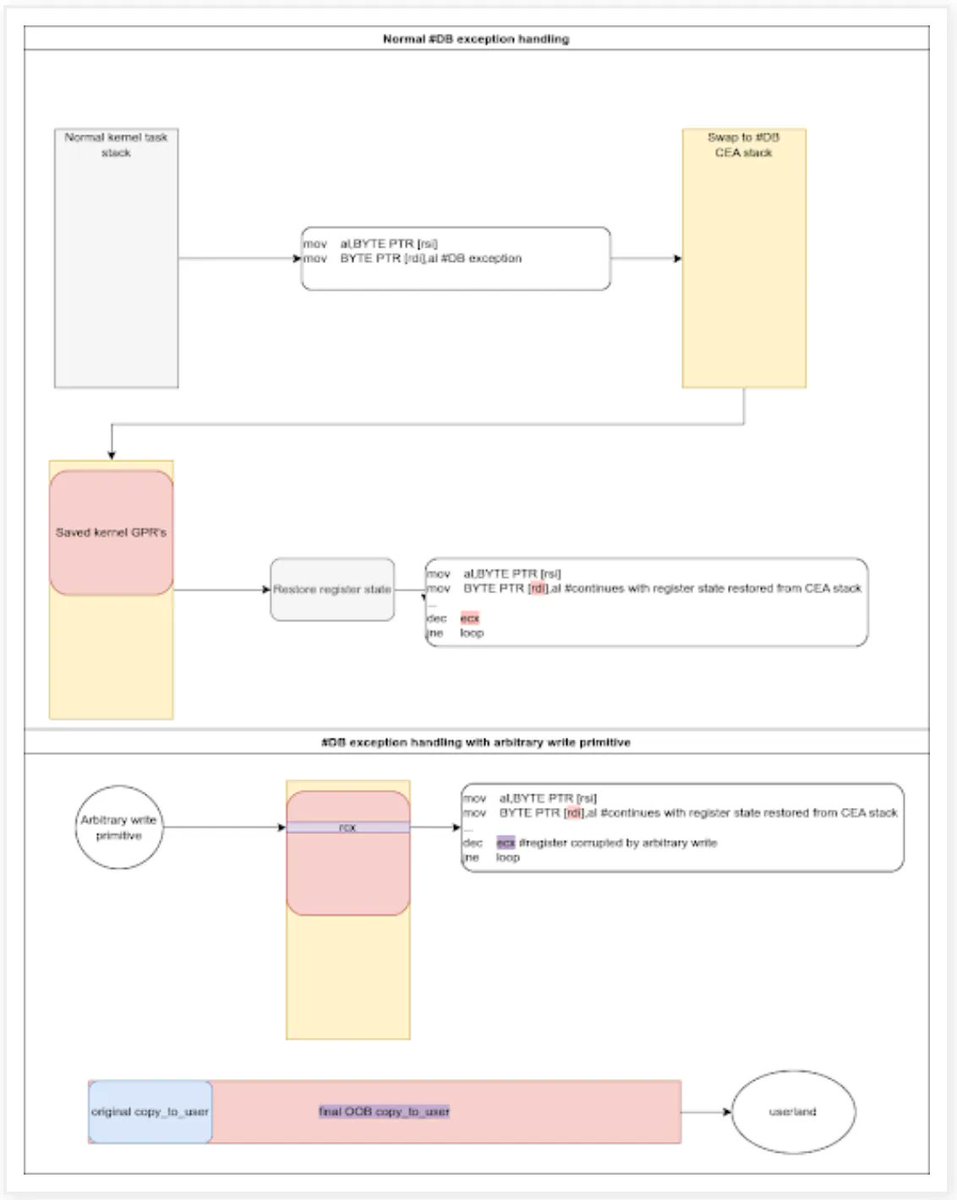 Normal #DB exception handling
Normal kernel task
stack
Swap to #DB
CEA stack
mov al,BYTE PTR [rsi]
mov BYTE PTR [rdi],al #DB exception
Saved kernel GPR's
Restore register state
mov al,BYTE PTR [rsi]
mov BYTE PTR [rdi],al #continues with register state restored from CEA stack
...
dec ecx
jne loop
#DB exception handling with arbitrary write primitive
Arbitrary write
primitive
rcx
mov al,BYTE PTR [rsi]
mov BYTE PTR [rdi],al #continues with register state restored from CEA stack
...
dec ecx #register corrupted by arbitrary write
jne loop
original copy_to_user
final OOB copy_to_user
userland